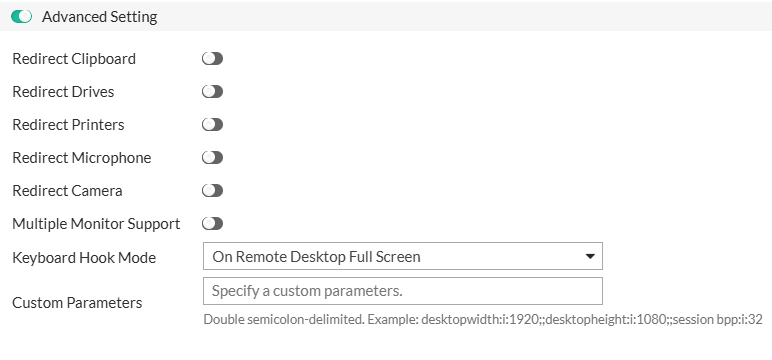 Advanced Setting
Redirect Clipboard
Redirect Drives
Redirect Printers
Redirect Microphone
Redirect Camera
Multiple Monitor Support
Keyboard Hook Mode On Remote Desktop Full Screen
Custom Parameters Specify a custom parameters.
Double semicolon-delimited. Example: desktopwidth:i:1920;;desktopheight:i:1080;;session bpp:i:32